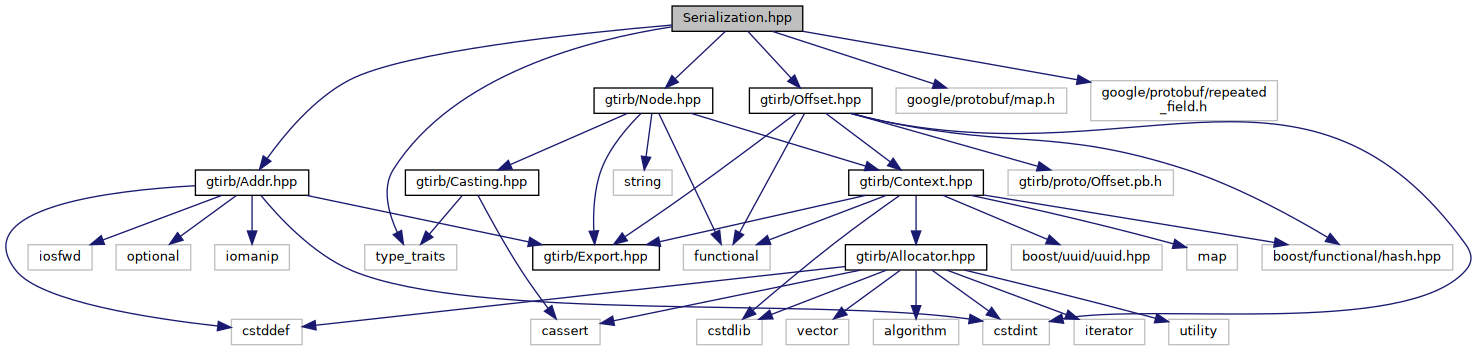 Serialization.hpp
gtirb/Node.hpp
gtirb/Offset.hpp
google/protobuf/map.h
google/protobuf/repeated
_field.h
gtirb/Addr.hpp
gtirb/Casting.hpp
string
gtirb/Context.hpp
gtirb/proto/Offset.pb.h
iosfwd
optional
iomanip
type_traits
gtirb/Export.hpp
functional
gtirb/Allocator.hpp
boost/uuid/uuid.hpp
map
boost/functional/hash.hpp
cstddef
cassert
cstdlib
vector
algorithm
cstdint
iterator
utility